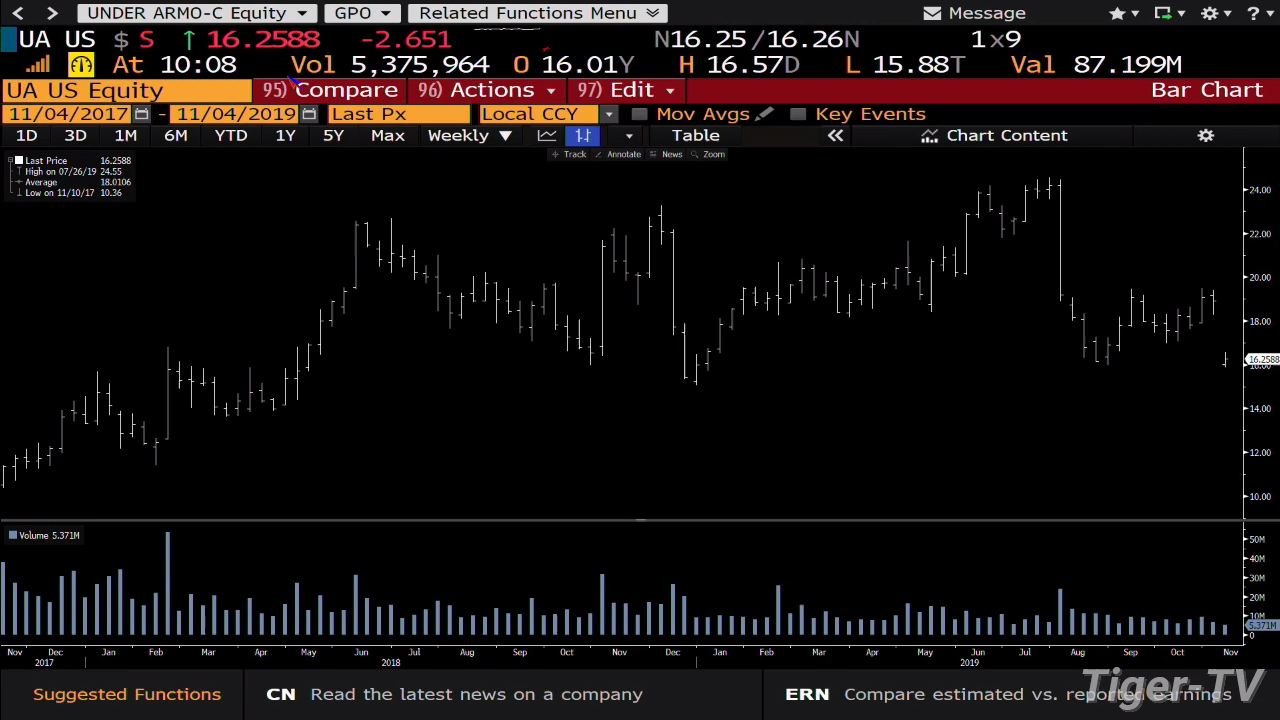 UNDER ARMO-C Equity GPO Related Functions Menu Message ?
UA US $ S ↑ 16.2588 -2.651 N16.25/16.26N 1x9
At 10:08 Vol 5,375,964 O 16.01Y H 16.57D L 15.88T Val 87.199M
UA US Equity 95) Compare 96) Actions 97) Edit Bar Chart
11/04/2017 - 11/04/2019 Last Px Local CCY Mov Avgs Key Events
1D 3D 1M 6M YTD 1Y 5Y Max Weekly ▼ Table « Chart Content
Track Annotate News Zoom
Last Price 16.2588
High on 07/26/19 24.55
Average 18.0106
Low on 11/10/17 10.36
24.00
22.00
20.00
18.00
16.2588
16.00
14.00
12.00
10.00
Volume 5.371M
50M
40M
30M
20M
10M
5.371M
0
Nov Dec Jan Feb Mar Apr May Jun Jul Aug Sep Oct Nov Dec Jan Feb Mar Apr May Jun Jul Aug Sep Oct Nov
2017 2018 2019
Suggested Functions CN Read the latest news on a company ERN Compare estimated vs. reported earnings
Tiger-TV